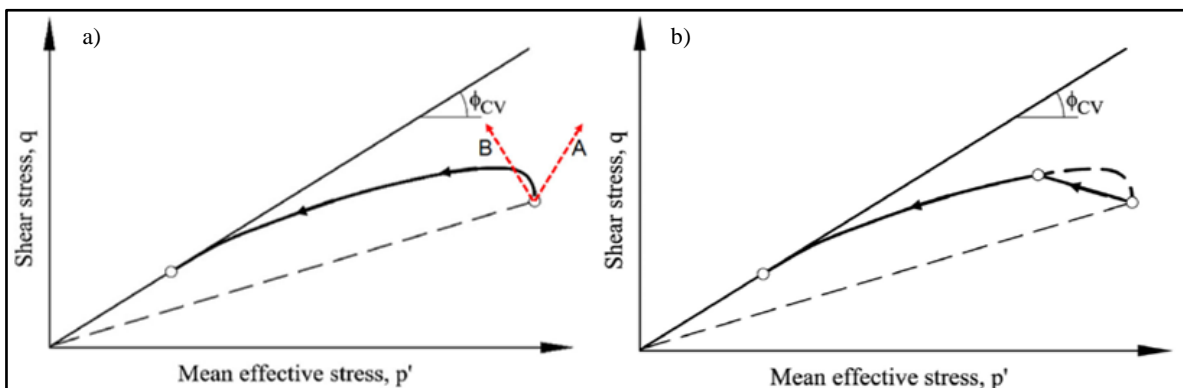 a)
Shear stress, q
ϕCV
B
A
Mean effective stress, p'
b)
Shear stress, q
ϕCV
Mean effective stress, p'